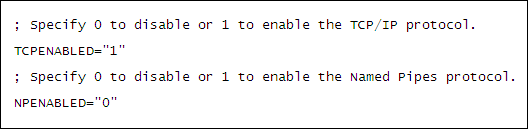 ; Specify 0 to disable or 1 to enable the TCP/IP protocol.
TCPENABLED="1"
; Specify 0 to disable or 1 to enable the Named Pipes protocol.
NPENABLED="0"